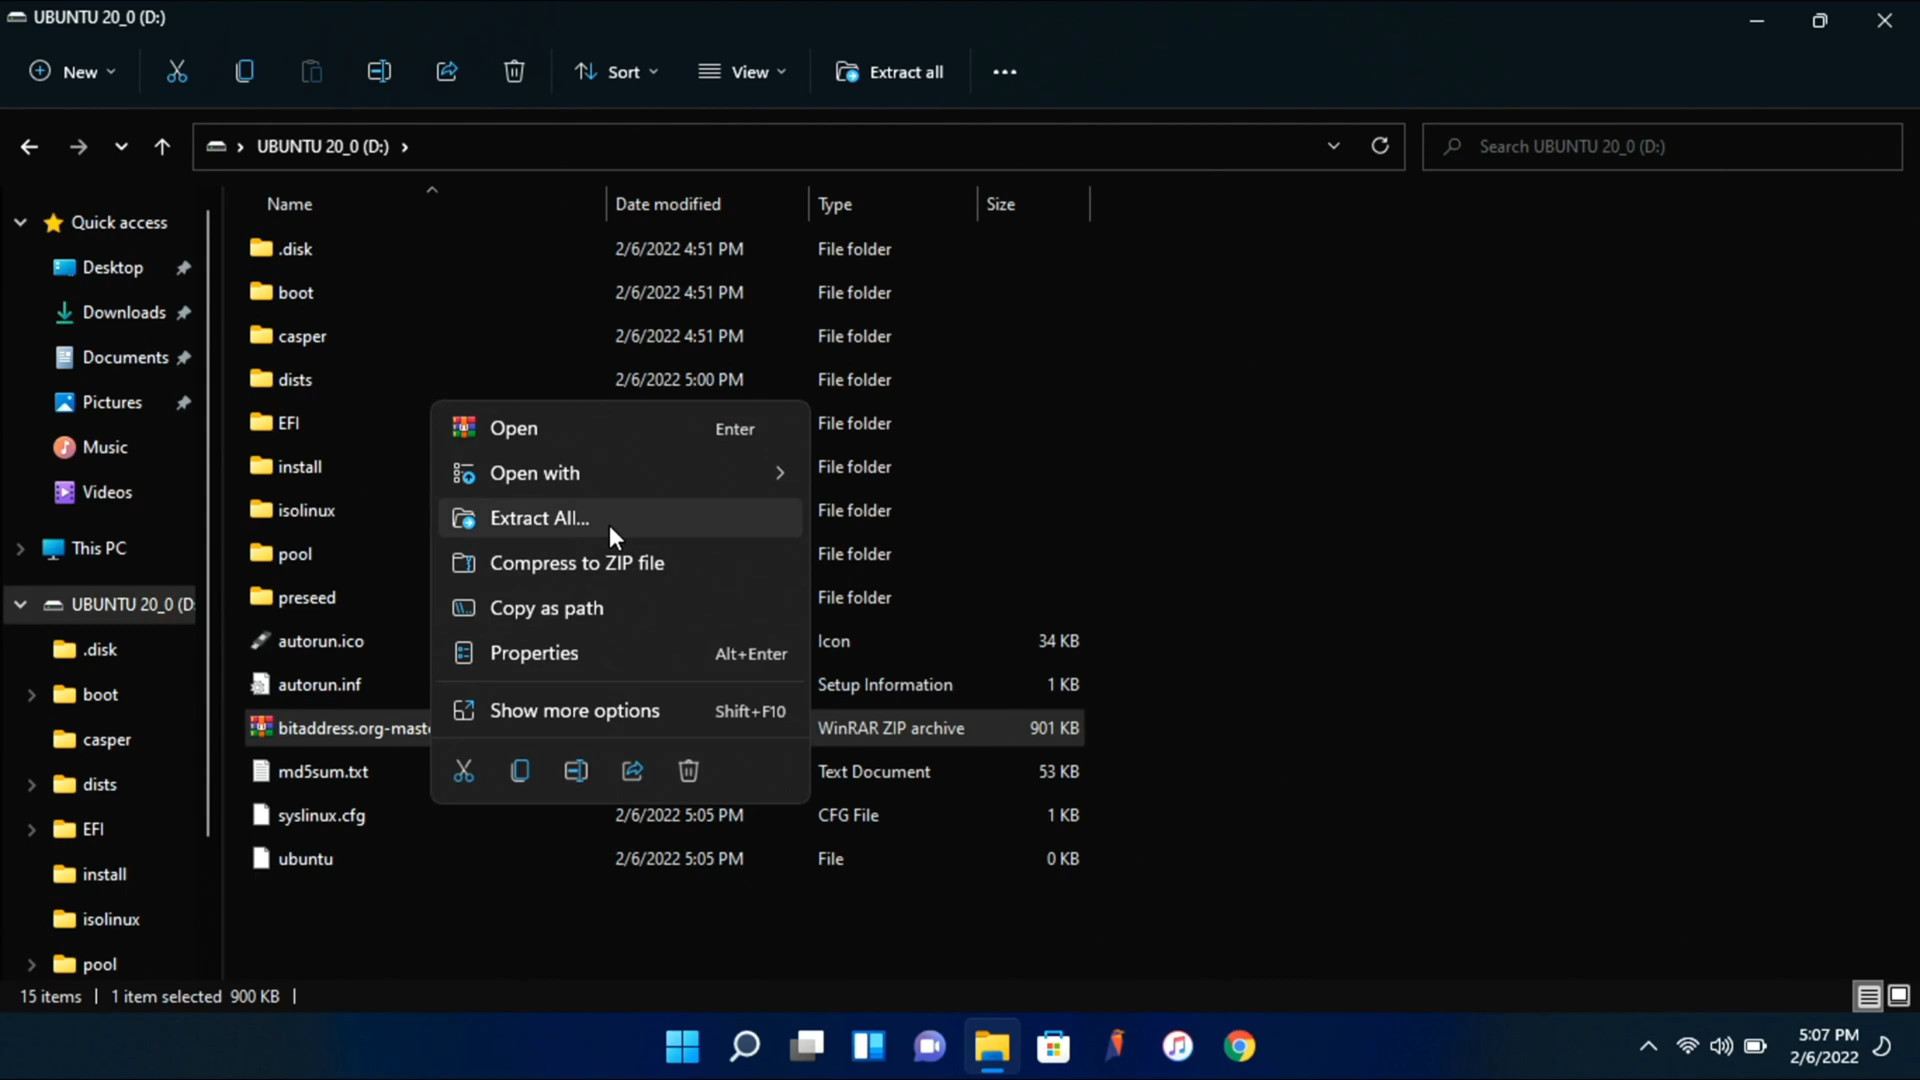 UBUNTU 20_0 (D:)
New
Sort
View
Extract all
UBUNTU 20_0 (D:)
Search UBUNTU 20_0 (D:)
Name Date modified Type Size
Quick access
Desktop
Downloads
Documents
Pictures
Music
Videos
This PC
UBUNTU 20_0 (D:
.disk
boot
casper
dists
EFI
install
isolinux
pool
.disk 2/6/2022 4:51 PM File folder
boot 2/6/2022 4:51 PM File folder
casper 2/6/2022 4:51 PM File folder
dists 2/6/2022 5:00 PM File folder
EFI File folder
install File folder
isolinux File folder
pool File folder
preseed File folder
autorun.ico Icon 34 KB
autorun.inf Setup Information 1 KB
bitaddress.org-maste WinRAR ZIP archive 901 KB
md5sum.txt Text Document 53 KB
syslinux.cfg 2/6/2022 5:05 PM CFG File 1 KB
ubuntu 2/6/2022 5:05 PM File 0 KB
Open Enter
Open with
Extract All...
Compress to ZIP file
Copy as path
Properties Alt+Enter
Show more options Shift+F10
15 items 1 item selected 900 KB
5:07 PM
2/6/2022